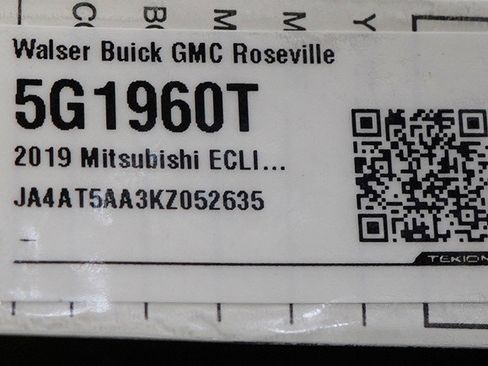 C B M M Y
Walser Buick GMC Roseville
5G1960T
2019 Mitsubishi ECLI...
JA4AT5AA3KZ052635
TEKION